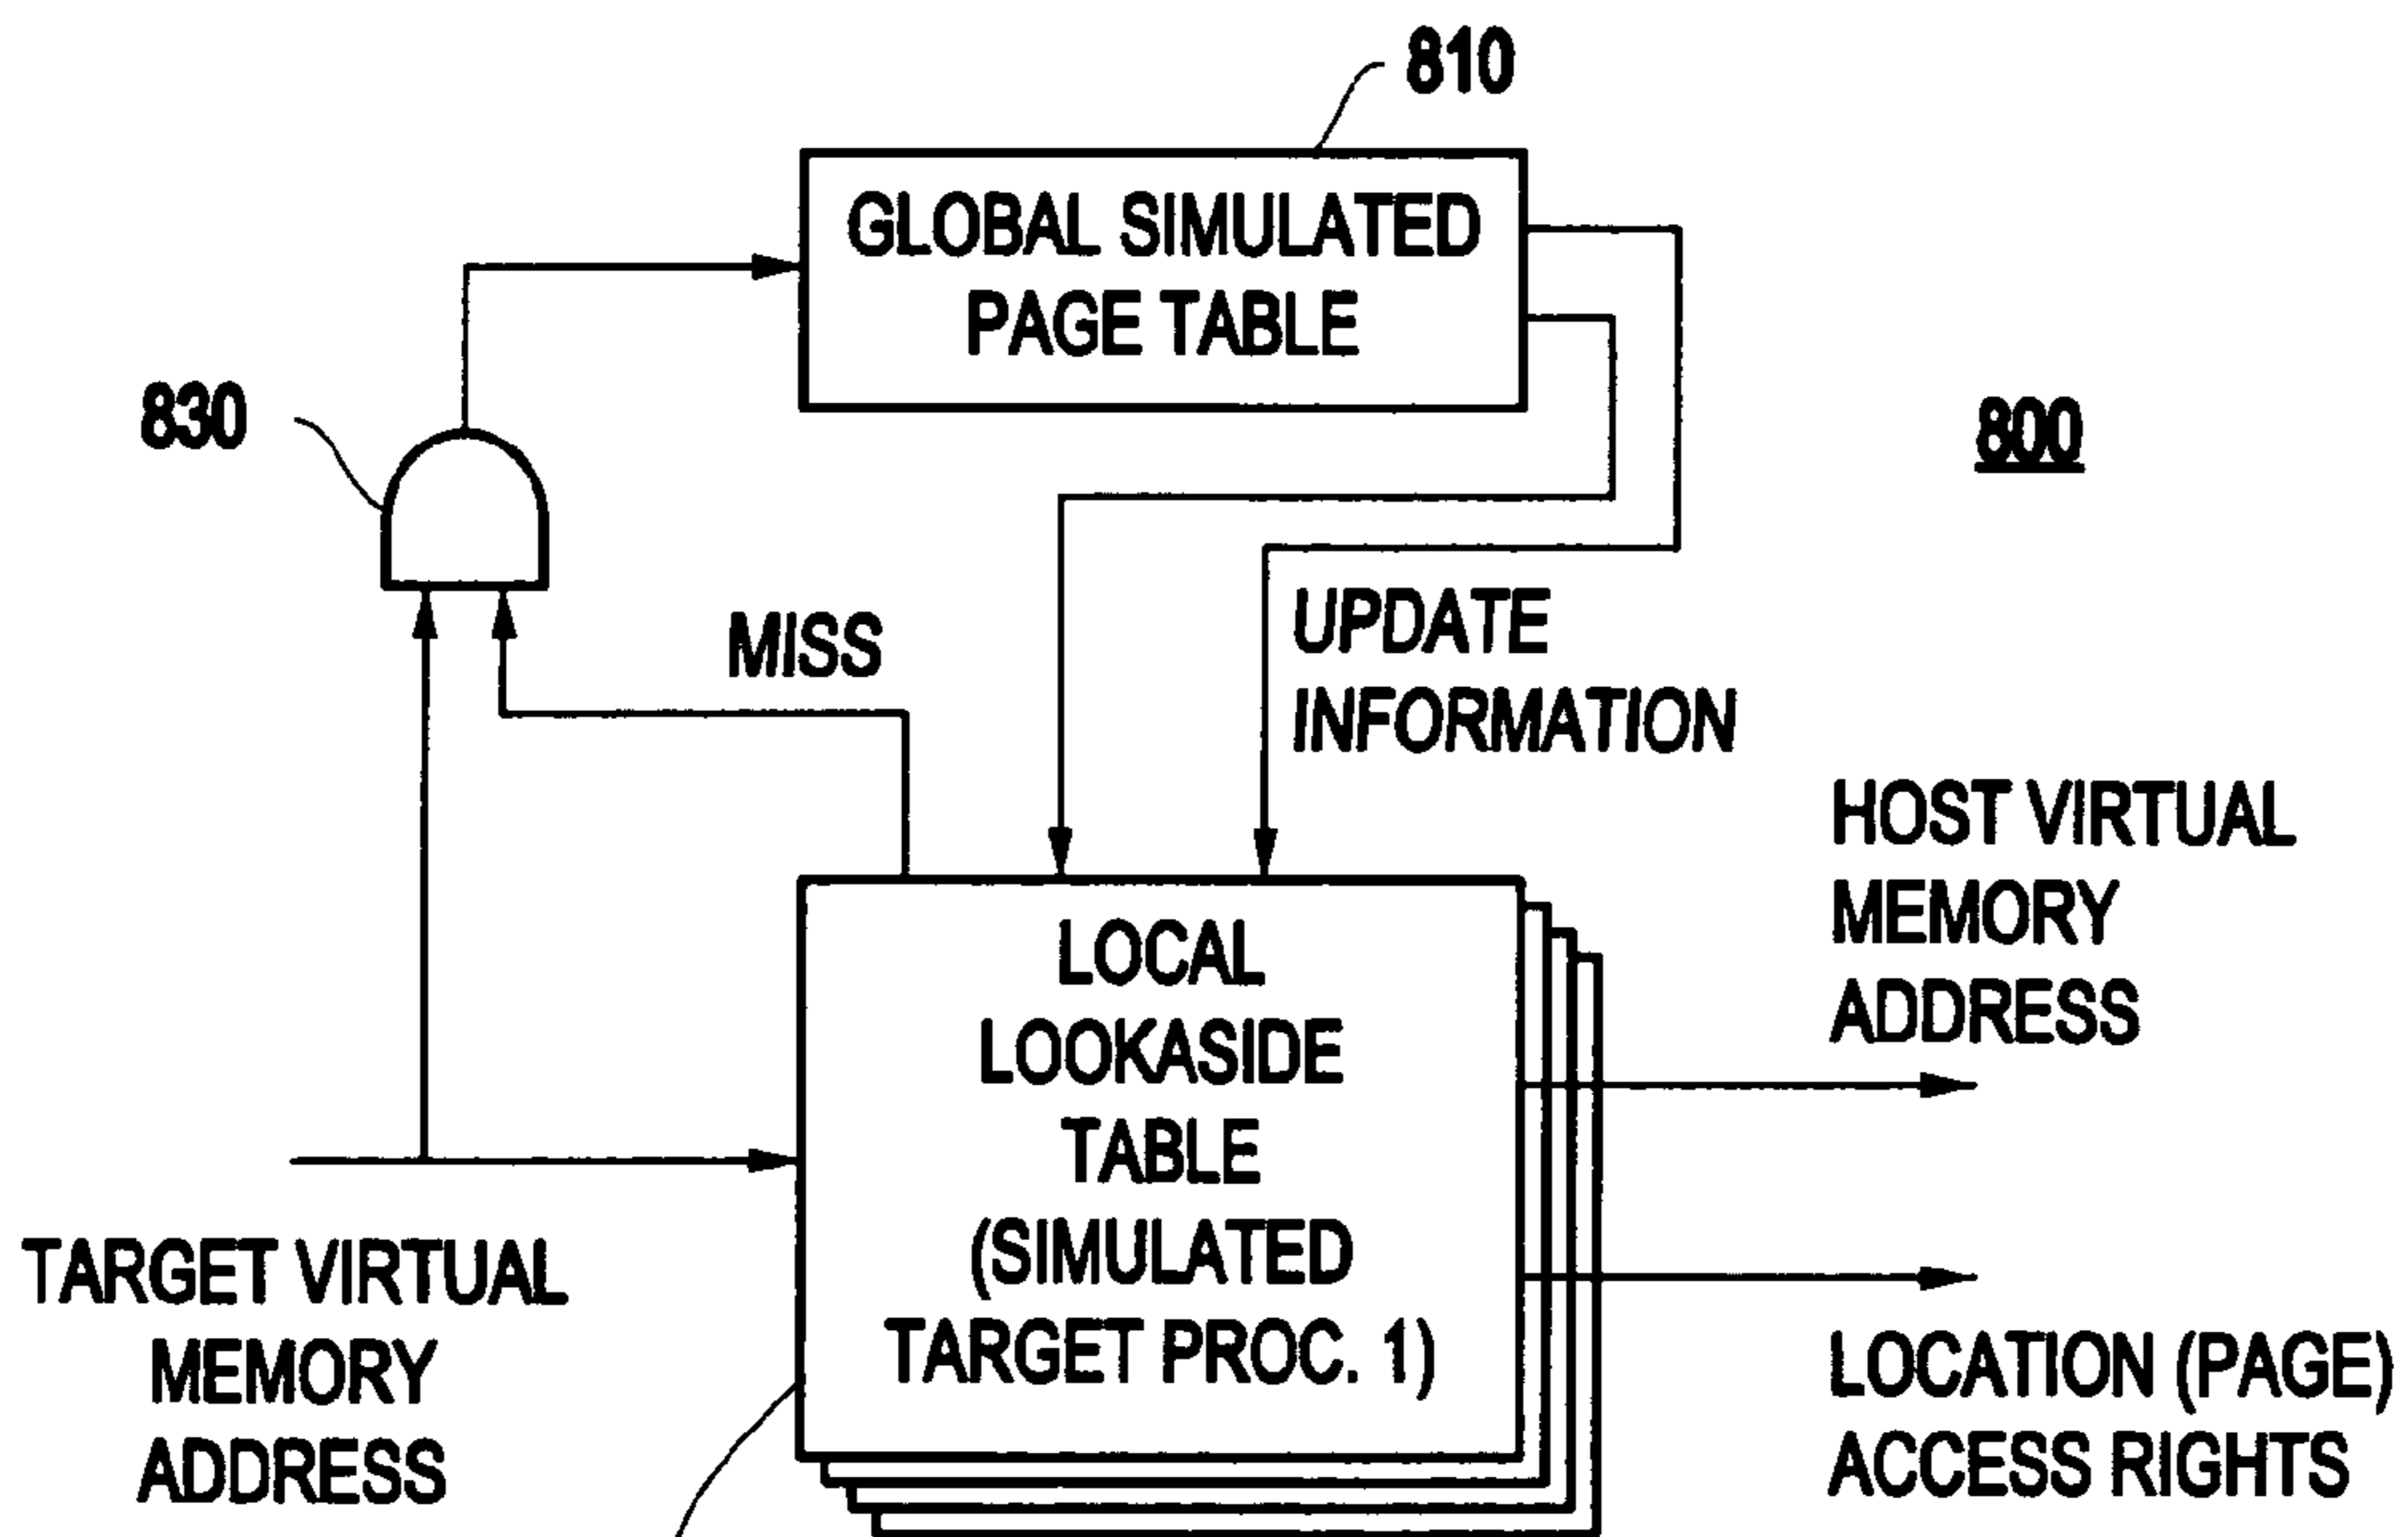 810
GLOBAL SIMULATED
PAGE TABLE
830
800
MISS
UPDATE
INFORMATION
HOST VIRTUAL
MEMORY
ADDRESS
LOCAL
LOOKASIDE
TABLE
(SIMULATED
TARGET PROC. 1)
TARGET VIRTUAL
MEMORY
ADDRESS
LOCATION (PAGE)
ACCESS RIGHTS